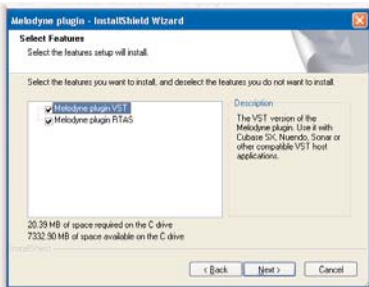 Melodyne plugin - InstallShield Wizard
Select Features
Select the features setup will install.
Select the features you want to install, and deselect the features you do not want to install.
Melodyne plugin VST
Melodyne plugin RTAS
Description
The VST version of the
Melodyne plugin. Use it with
Cubase SX, Nuendo, Sonar or
other compatible VST host
applications.
20.39 MB of space required on the C drive
7332.90 MB of space available on the C drive
InstallShield
< Back
Next >
Cancel